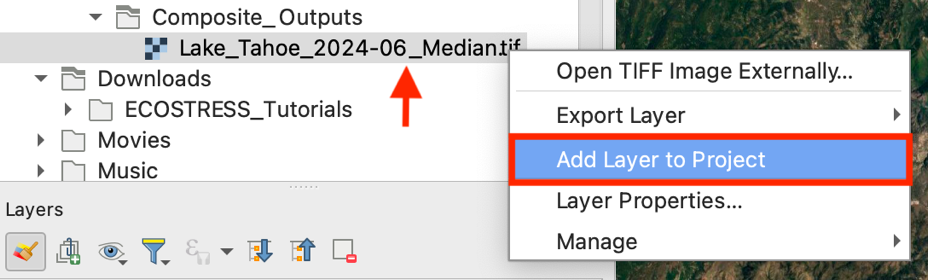 Composite_Outputs
Lake_Tahoe_2024-06_Median.tif
Downloads
ECOSTRESS_Tutorials
Movies
Music
Layers
Open TIFF Image Externally...
Export Layer
Add Layer to Project
Layer Properties...
Manage